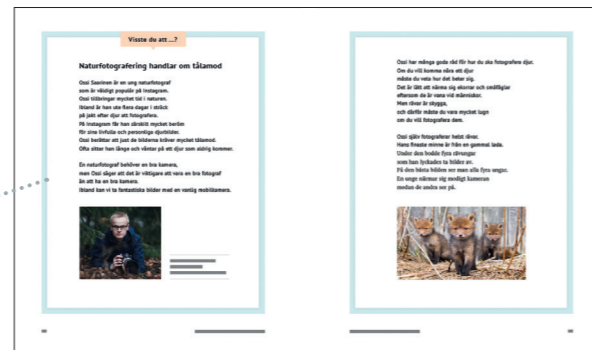 Visste du att ...?
Naturfotografering handlar om tålamod
Ossi Saarinen är en ung naturfotograf
som är väldigt populär på Instagram.
Ossi tillbringar mycket tid i naturen.
Ibland är han ute flera dagar i sträck
på jakt efter djur att fotografera.
På Instagram får han särskilt mycket beröm
för sina tinfulla och personliga djurbilder.
Ossi berättar att just de bilderna kräver mycket tålamod.
Ofta sitter han länge och väntar på ett djur som aldrig kommer.
En naturfotograf behöver en bra kamera,
men Ossi säger att det är viktigare att vara en bra fotograf
än att ha en bra kamera.
Ibland kan vi ta fantastiska bilder med en vanlig mobilkamera.
Ossi har många goda råd för hur du ska fotografera djur.
Om du vill komma nära ett djur
måste du veta hur det beter sig.
Det är lätt att närma sig ekorrar och småfåglar
eftersom de är vana vid människor.
Men rävar är skygga,
och därför måste du vara mycket lugn
om du vill fotografera dem.
Ossi själv fotograferar helst rävar.
Hans finaste minne är från en gammal lada.
Under den bodde fyra rävungar
som han lyckades ta bilder av.
På den bästa bilden ser man alla fyra ungar.
En unge närmar sig modigt kameran
medan de andra ser på.